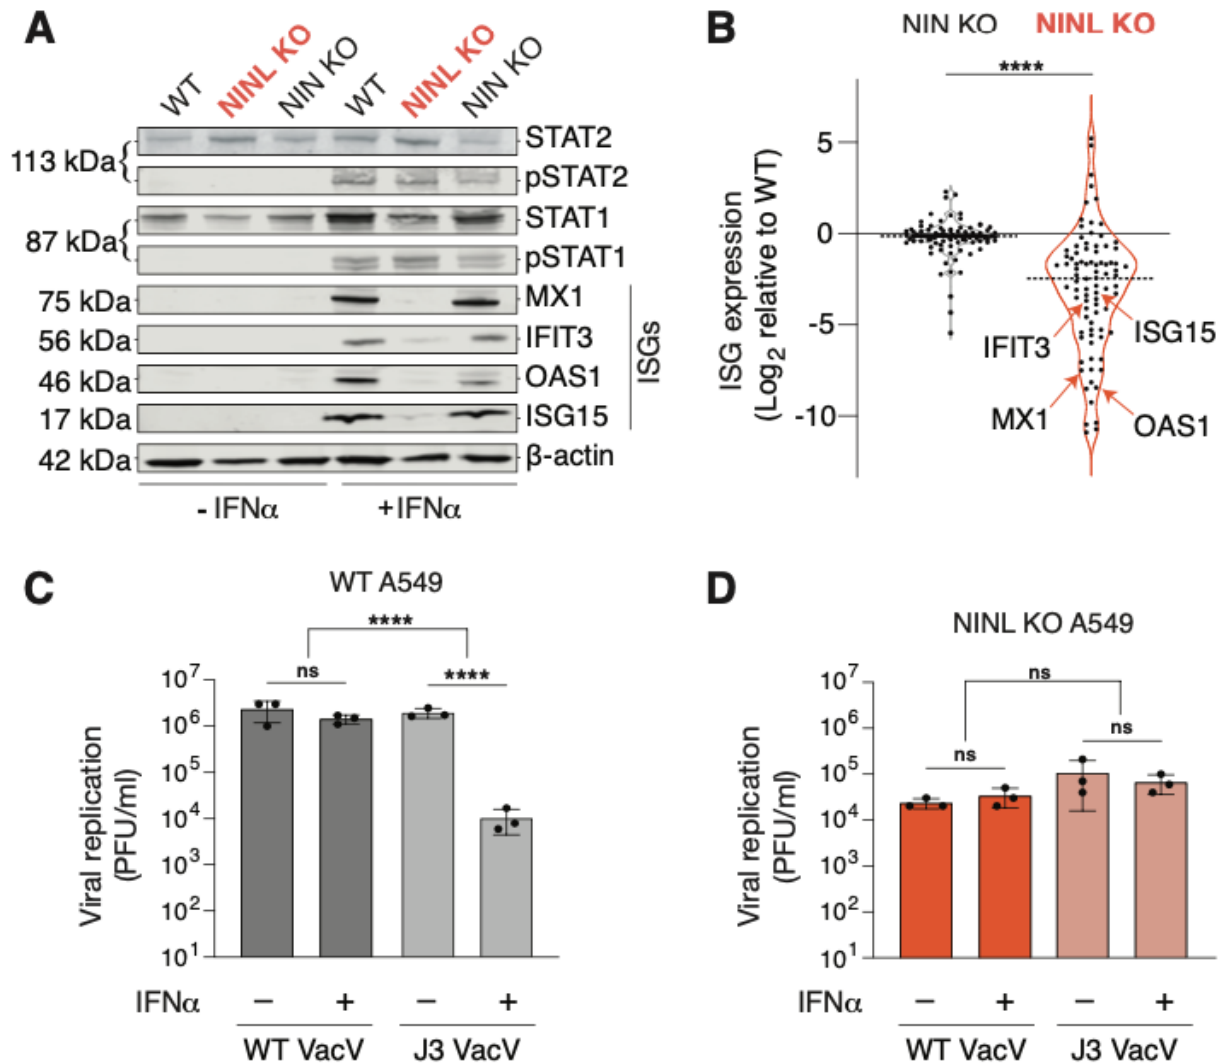 A
WT
NINL KO
NIN KO
WT
NINL KO
NIN KO
113 kDa
STAT2
pSTAT2
87 kDa
STAT1
pSTAT1
75 kDa
MX1
56 kDa
IFIT3
46 kDa
OAS1
17 kDa
ISG15
42 kDa
β-actin
ISGs
- IFNα
+IFNα
B
NIN KO NINL KO
****
ISG expression
(Log2 relative to WT)
5
0
-5
-10
IFIT3
ISG15
MX1
OAS1
C
WT A549
****
ns
****
Viral replication
(PFU/ml)
10^7
10^6
10^5
10^4
10^3
10^2
10^1
IFNα − + − +
WT VacV J3 VacV
D
NINL KO A549
ns
ns
ns
Viral replication
(PFU/ml)
10^7
10^6
10^5
10^4
10^3
10^2
10^1
IFNα − + − +
WT VacV J3 VacV